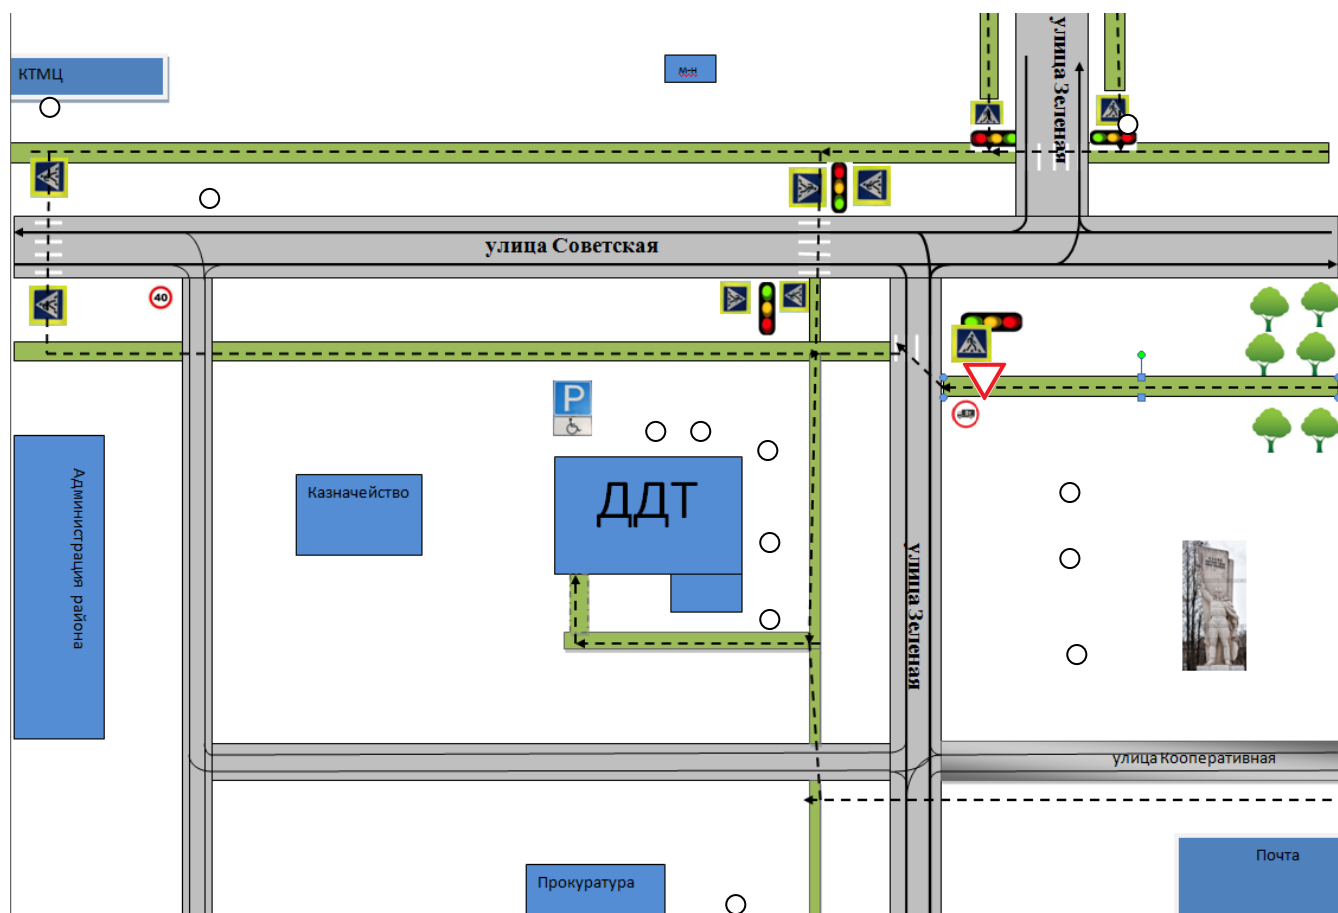 КТМЦ
м-н
улица Зеленая
улица Советская
40
P
Администрация района
Казначейство
ДДТ
улица Зеленая
улица Кооперативная
Прокуратура
Почта